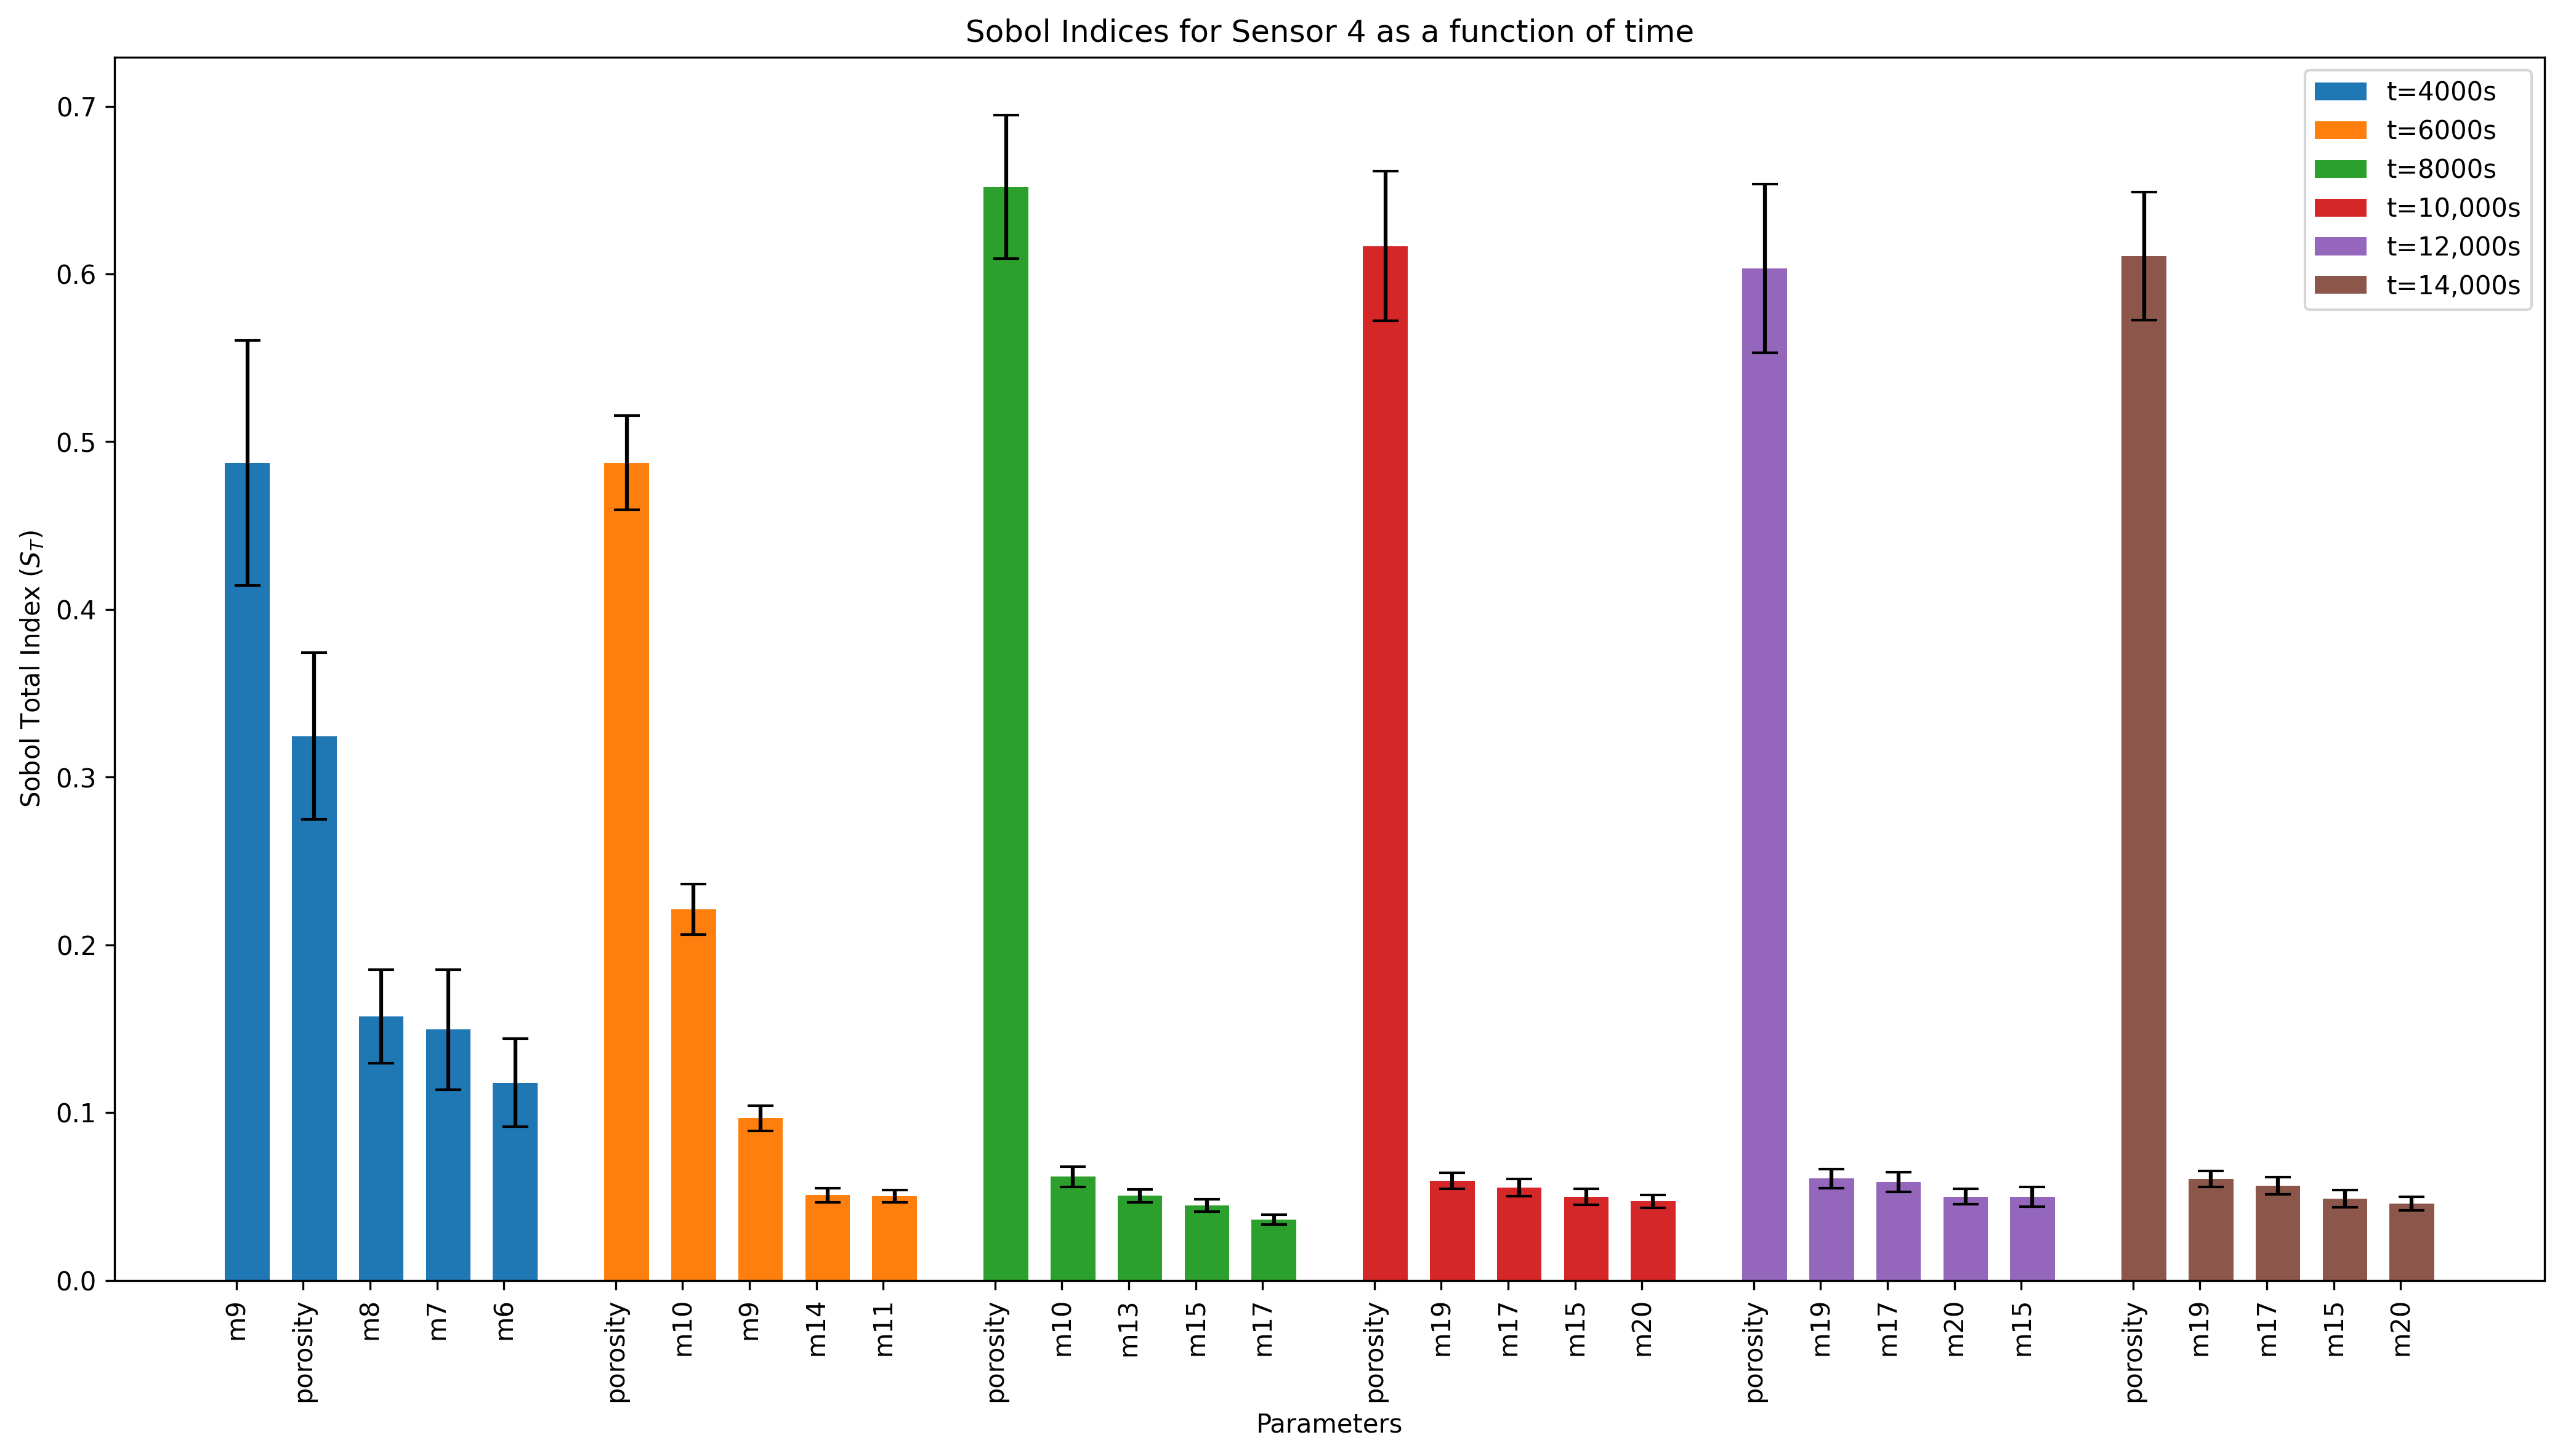 Sobol Indices for Sensor 4 as a function of time
t=4000s
t=6000s
t=8000s
t=10,000s
t=12,000s
t=14,000s
Sobol Total Index (S_T)
0.7
0.6
0.5
0.4
0.3
0.2
0.1
0.0
m9
porosity
m8
m7
m6
porosity
m10
m9
m14
m11
porosity
m10
m13
m15
m17
porosity
m19
m17
m15
m20
porosity
m19
m17
m20
m15
porosity
m19
m17
m15
m20
Parameters